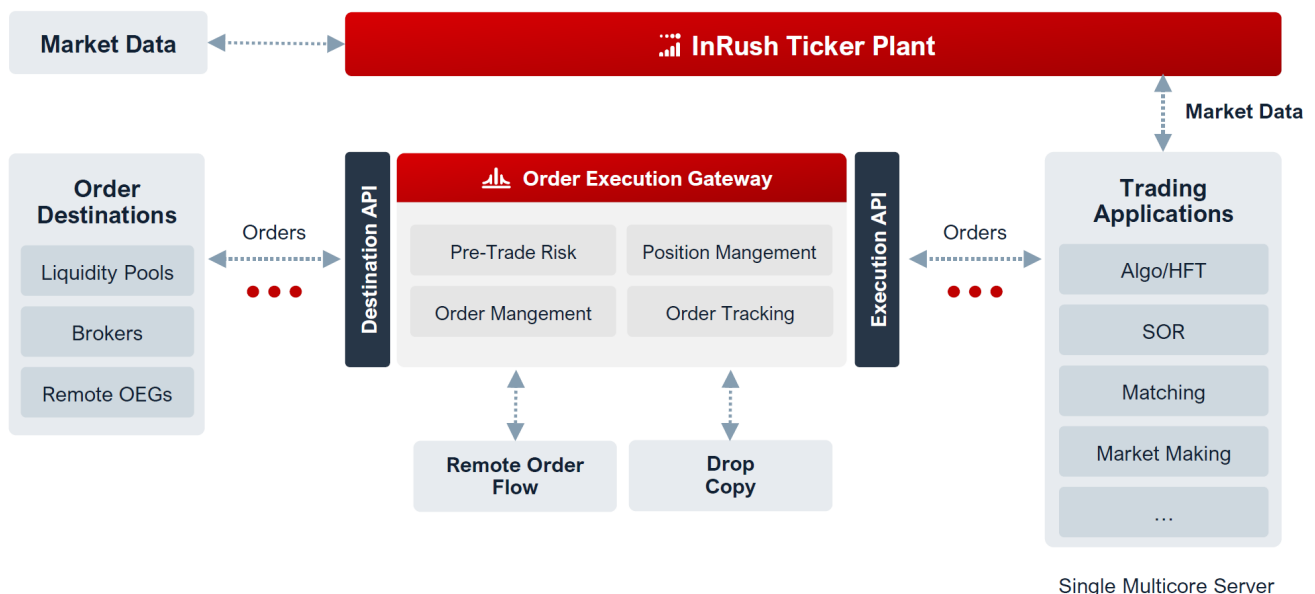 Market Data
InRush Ticker Plant
Market Data
Order
Destinations
Liquidity Pools
Brokers
Remote OEGs
Orders
Destination API
Order Execution Gateway
Pre-Trade Risk
Position Mangement
Order Mangement
Order Tracking
Execution API
Orders
Trading
Applications
Algo/HFT
SOR
Matching
Market Making
...
Remote Order
Flow
Drop
Copy
Single Multicore Server